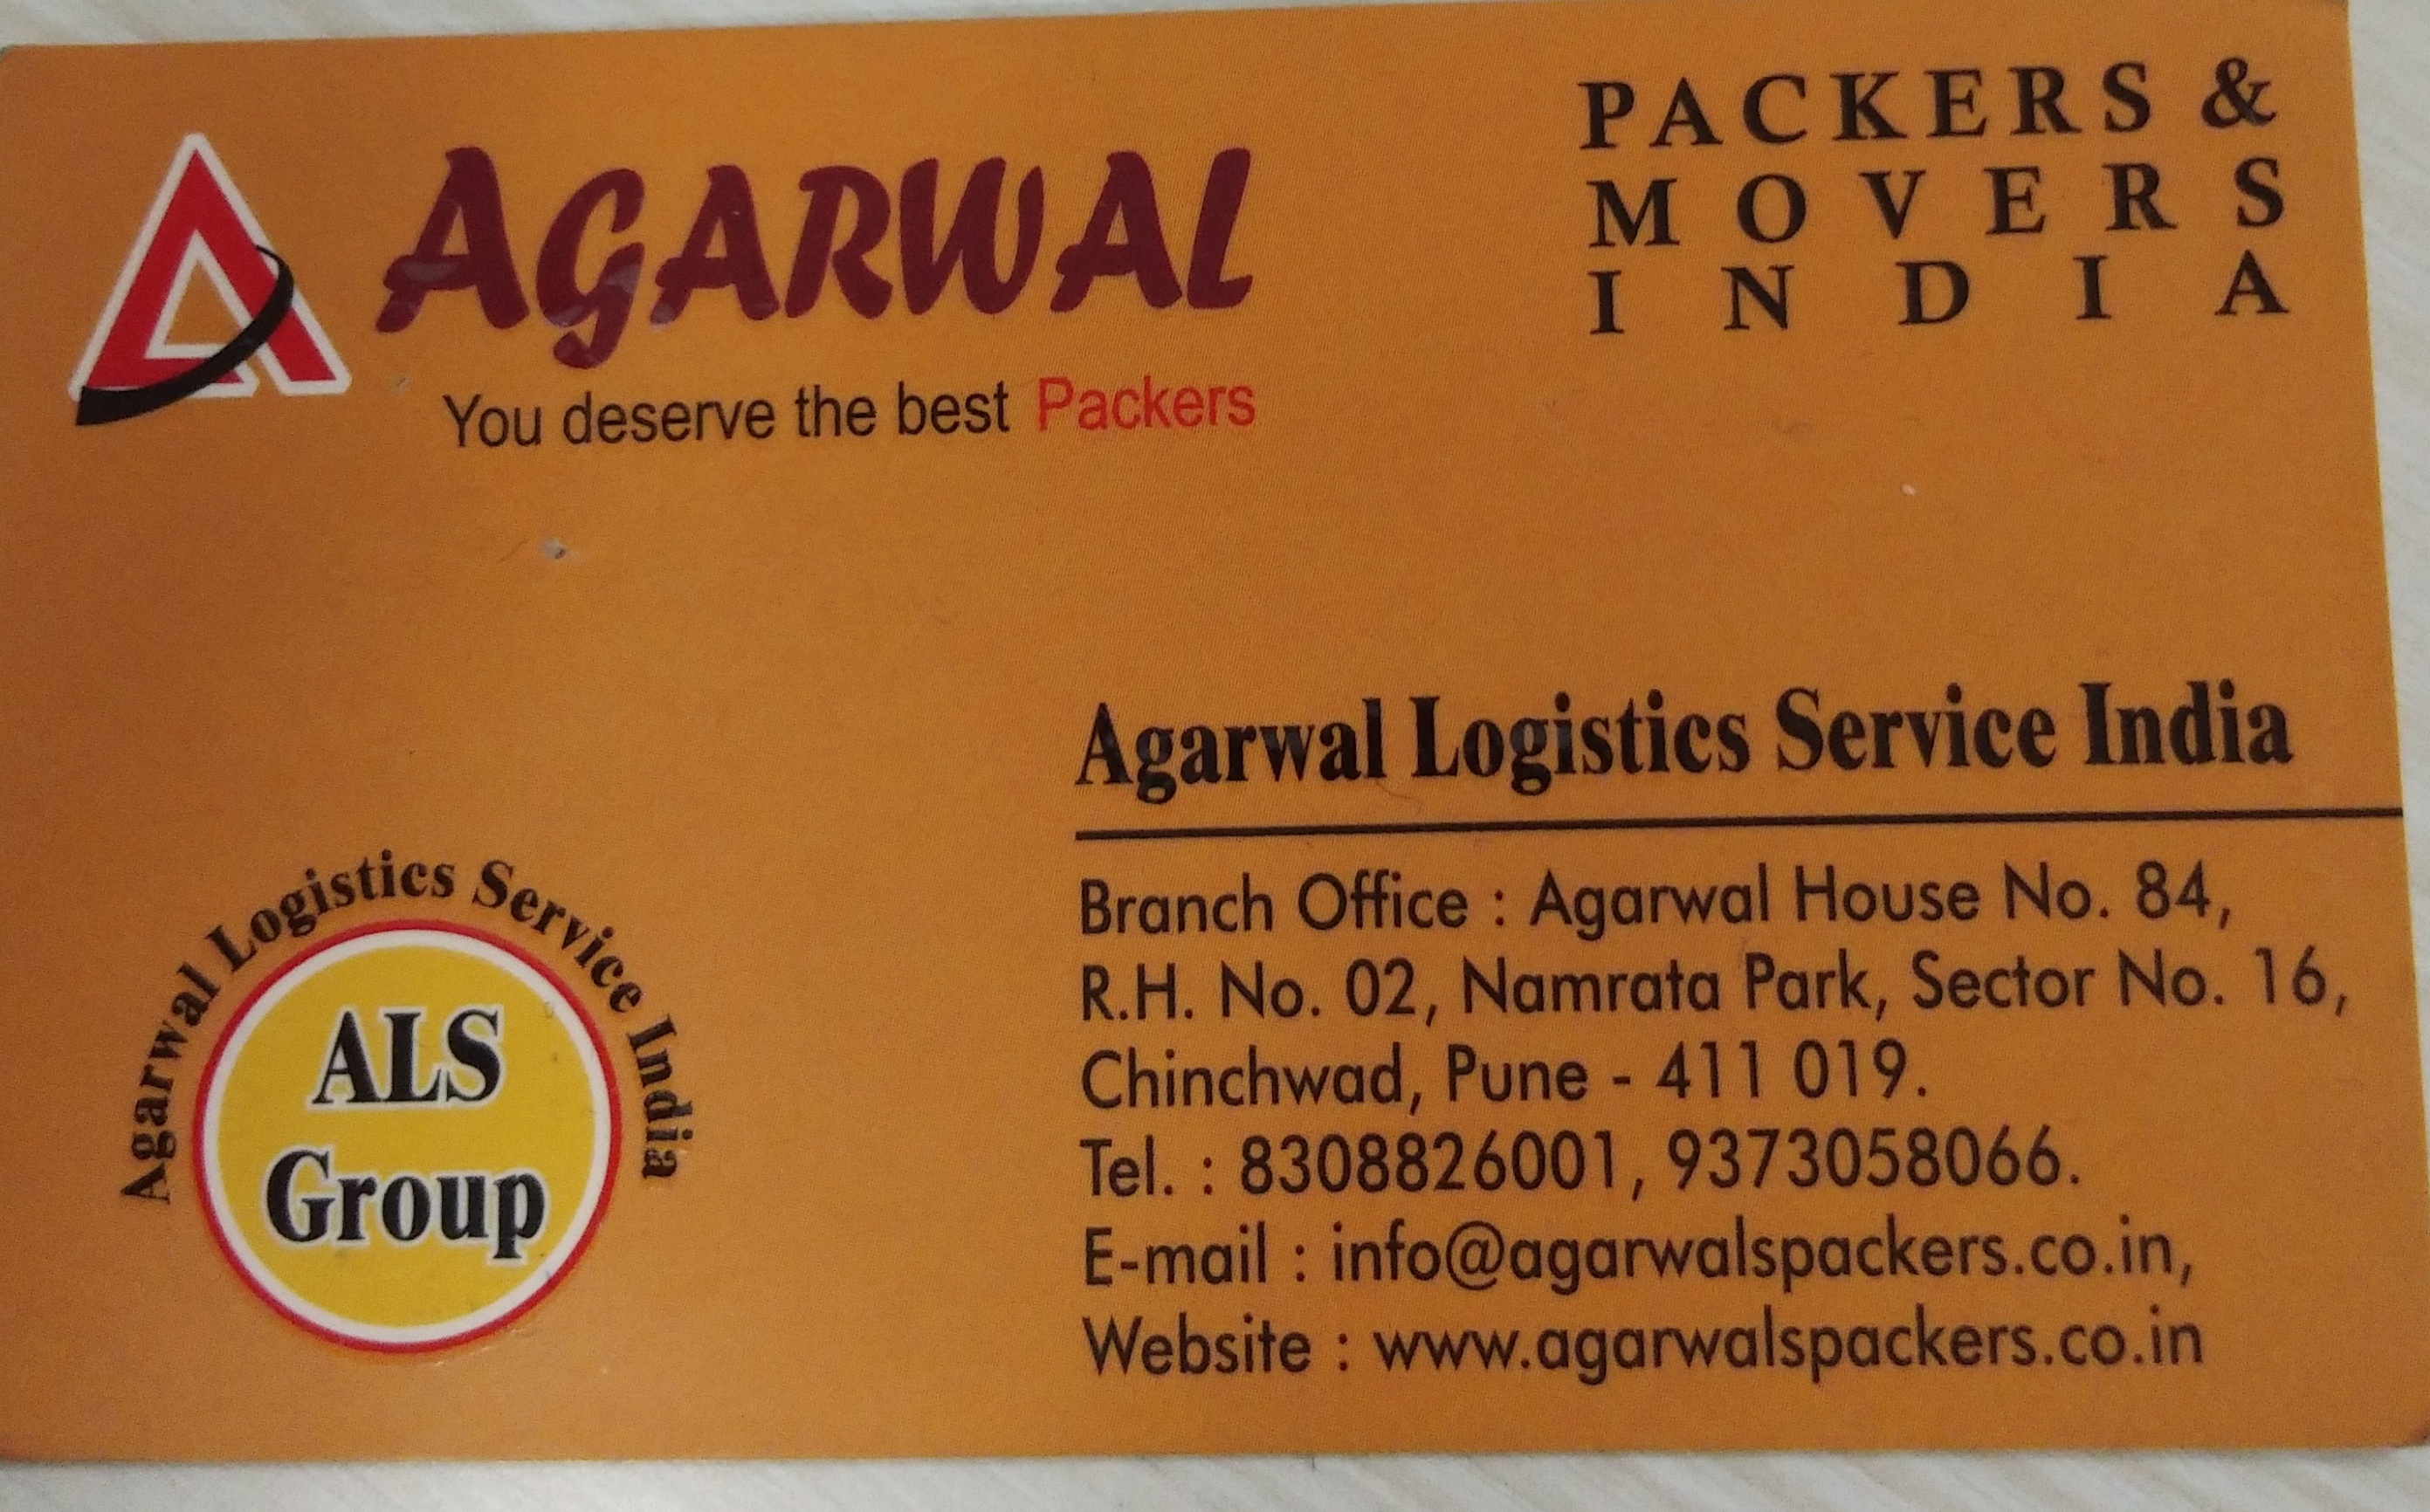 AGARWAL
You deserve the best Packers
PACKERS &
MOVERS
INDIA
Agarwal Logistics Service India
Branch Office : Agarwal House No. 84,
R.H. No. 02, Namrata Park, Sector No. 16,
Chinchwad, Pune - 411 019.
Tel. : 8308826001, 9373058066.
E-mail : info@agarwalspackers.co.in,
Website : www.agarwalspackers.co.in
Agarwal Logistics Service India
ALS
Group